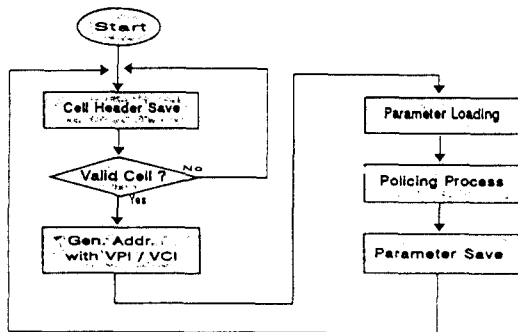 Start
Cell Header Save
Valid Cell ?
No
Yes
Gen. Addr.
with VPI / VCI
Parameter Loading
Policing Process
Parameter Save